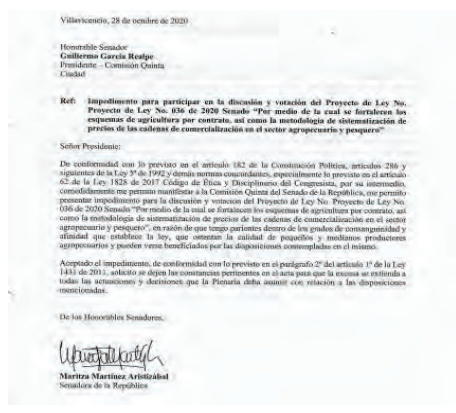 Villavicencio, 28 de octubre de 2020
Honorable Senador
Guillermo García Realpe
Presidente - Comisión Quinta
Ciudad
Ref: Impedimento para participar en la discusión y votación del Proyecto de Ley No.
Proyecto de Ley No. 036 de 2020 Senado “Por medio de la cual se fortalecen los
esquemas de agricultura por contrato, así como la metodología de sistematización de
precios de las cadenas de comercialización en el sector agropecuario y pesquero”
Señor Presidente:
De conformidad con lo previsto en el artículo 182 de la Constitución Política, artículos 286 y
siguientes de la Ley 5ª de 1992 y demás normas concordantes, especialmente lo previsto en el artículo
62 de la Ley 1828 de 2017 Código de Ética y Disciplinario del Congresista, por su intermedio,
comedidamente me permito manifestar a la Comisión Quinta del Senado de la República, me permito
presentar impedimento para la discusión y votación del Proyecto de Ley No. Proyecto de Ley No.
036 de 2020 Senado “Por medio de la cual se fortalecen los esquemas de agricultura por contrato, así
como la metodología de sistematización de precios de las cadenas de comercialización en el sector
agropecuario y pesquero”, en razón de que tengo parientes dentro de los grados de consanguinidad y
afinidad que establece la ley, que ostentan la calidad de pequeños y medianos productores
agropecuarios y pueden verse beneficiados por las disposiciones contempladas en el mismo.
Aceptado el impedimento, de conformidad con lo previsto en el parágrafo 2º del artículo 1º de la Ley
1431 de 2011, solicito se dejen las constancias pertinentes en el acta para que la excusa se extienda a
todas las actuaciones y decisiones que la Plenaria deba asumir con relación a las disposiciones
mencionadas.
De los Honorables Senadores,
Maritza Martínez Aristizábal
Senadora de la República